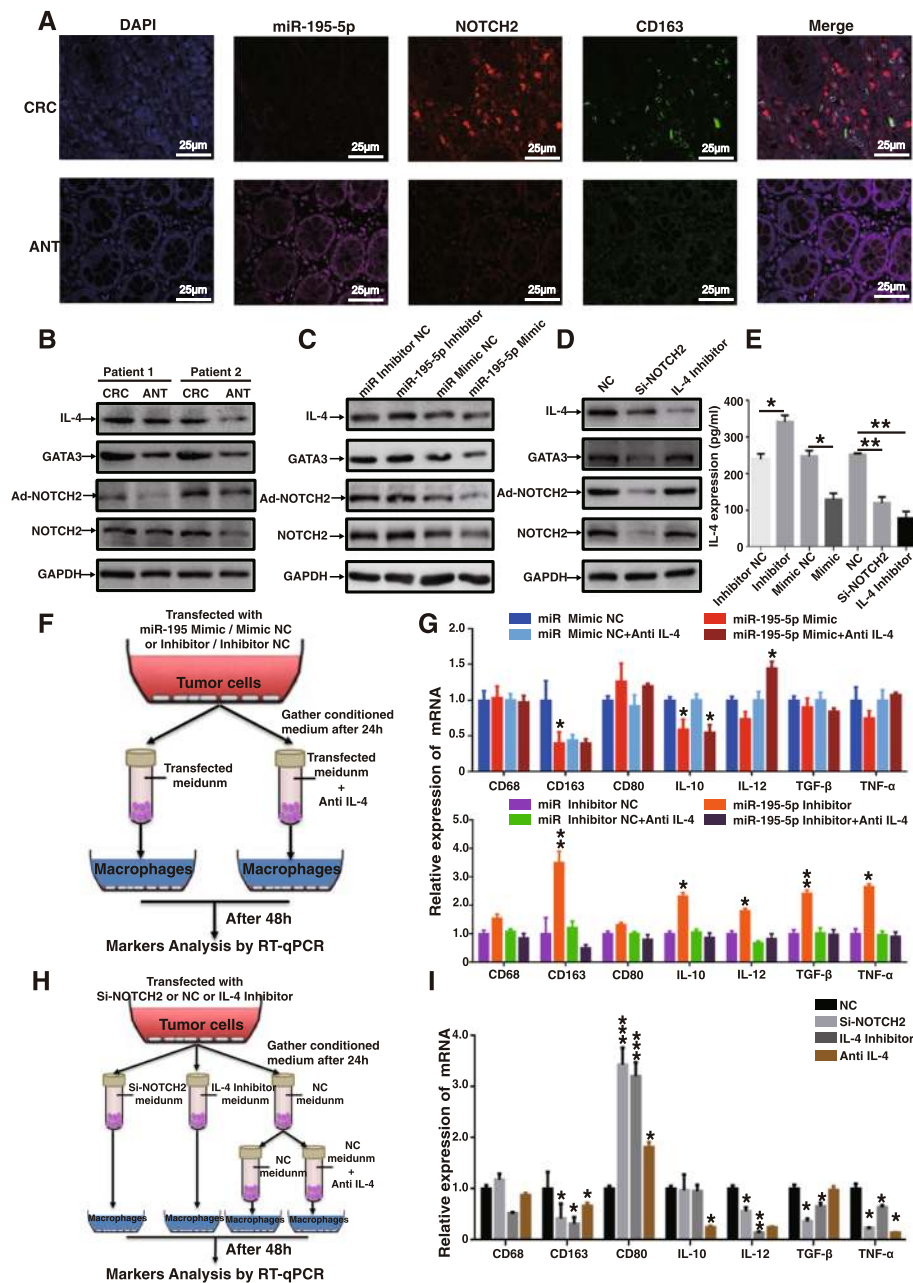 A
DAPI miR-195-5p NOTCH2 CD163 Merge
CRC
25μm 25μm 25μm 25μm 25μm
ANT
25μm 25μm 25μm 25μm 25μm
B
Patient 1 Patient 2
CRC ANT CRC ANT
IL-4
GATA3
Ad-NOTCH2
NOTCH2
GAPDH
C
miR Inhibitor NC
miR-195-5p Inhibitor
miR Mimic NC
miR-195-5p Mimic
IL-4
GATA3
Ad-NOTCH2
NOTCH2
GAPDH
D
NC
Si-NOTCH2
IL-4 Inhibitor
IL-4
GATA3
Ad-NOTCH2
NOTCH2
GAPDH
E
IL-4 expression (pg/ml)
400
300
200
100
0
*
*
**
**
Inhibitor NC
Inhibitor
Mimic NC
Mimic
NC
Si-NOTCH2
IL-4 Inhibitor
F
Transfected with
miR-195 Mimic / Mimic NC
or Inhibitor / Inhibitor NC
Tumor cells
Gather conditioned
medium after 24h
Transfected
meidunm
Transfected
meidunm
+
Anti IL-4
Macrophages Macrophages
After 48h
Markers Analysis by RT-qPCR
G
miR Mimic NC miR-195-5p Mimic
miR Mimic NC+Anti IL-4 miR-195-5p Mimic+Anti IL-4
Relative expression of mRNA
2.0
1.5
1.0
0.5
0
* * * *
CD68 CD163 CD80 IL-10 IL-12 TGF-β TNF-α
miR Inhibitor NC miR-195-5p Inhibitor
miR Inhibitor NC+Anti IL-4 miR-195-5p Inhibitor+Anti IL-4
5.0
4.0
3.0
2.0
1.0
0
** * * ** *
CD68 CD163 CD80 IL-10 IL-12 TGF-β TNF-α
H
Transfected with
Si-NOTCH2 or NC or IL-4 Inhibitor
Tumor cells
Gather conditioned
medium after 24h
Si-NOTCH2
meidunm
IL-4 Inhibitor
meidunm
NC
meidunm
NC
meidunm
NC
meidunm
+
Anti IL-4
Macrophages Macrophages Macrophages Macrophages
After 48h
Markers Analysis by RT-qPCR
I
NC
Si-NOTCH2
IL-4 Inhibitor
Anti IL-4
Relative expression of mRNA
4.0
3.0
2.0
1.0
0
* * * *** *** * * * ** * * * * *
CD68 CD163 CD80 IL-10 IL-12 TGF-β TNF-α